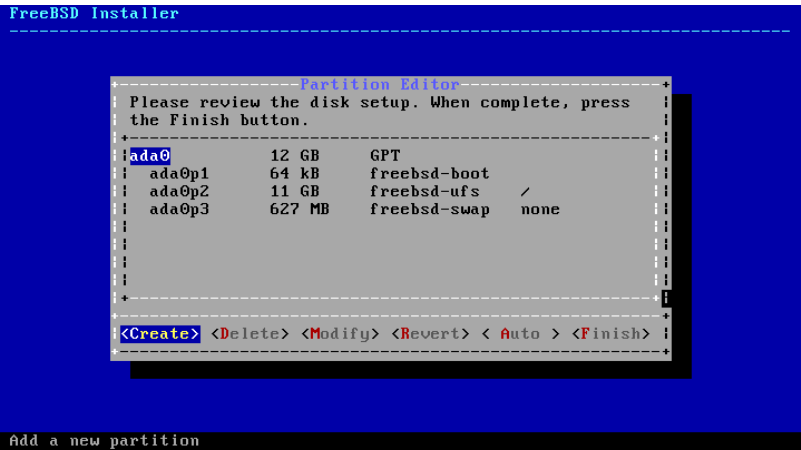 FreeBSD Installer
Partition Editor
Please review the disk setup. When complete, press
the Finish button.
ada0 12 GB GPT
ada0p1 64 kB freebsd-boot
ada0p2 11 GB freebsd-ufs /
ada0p3 627 MB freebsd-swap none
<Create> <Delete> <Modify> <Revert> < Auto > <Finish>
Add a new partition